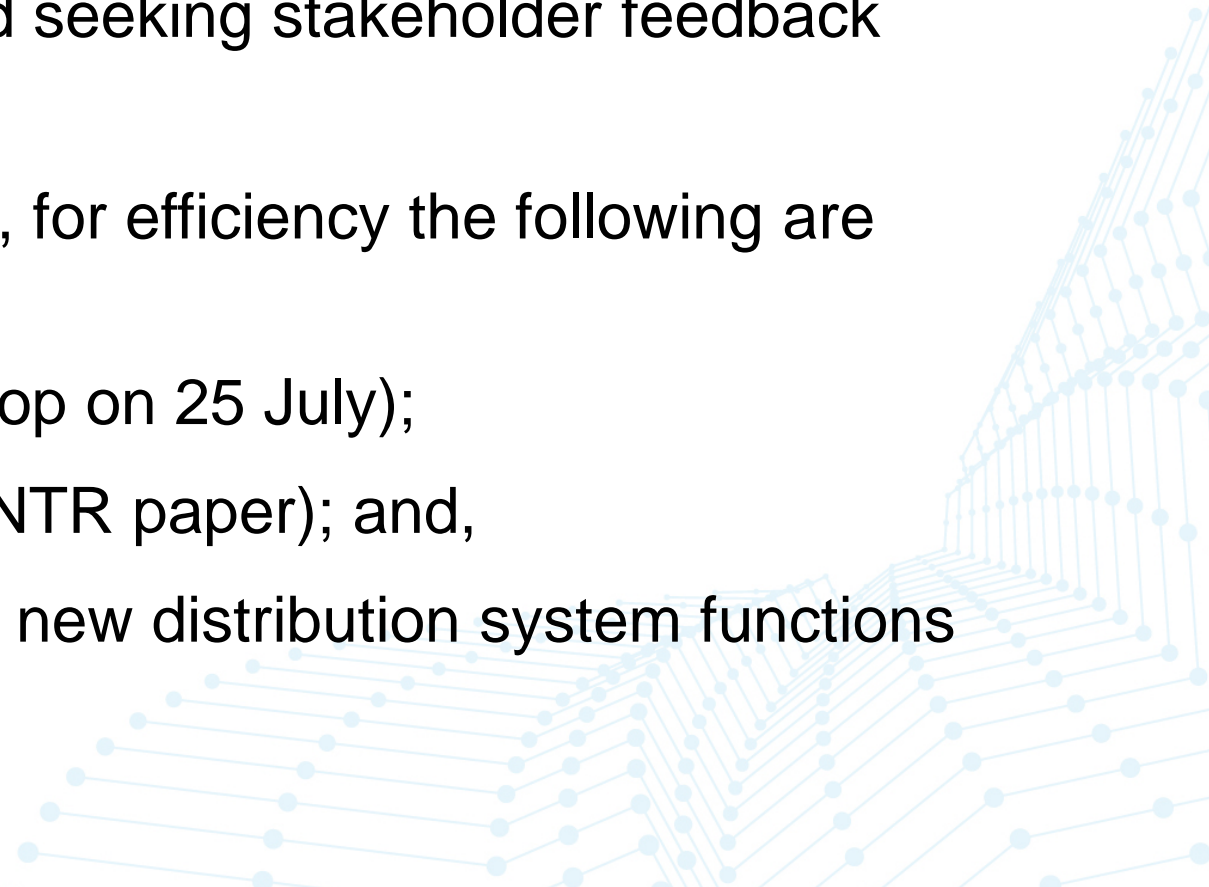 seeking stakeholder feedback
, for efficiency the following are
op on 25 July);
NTR paper); and,
new distribution system functions